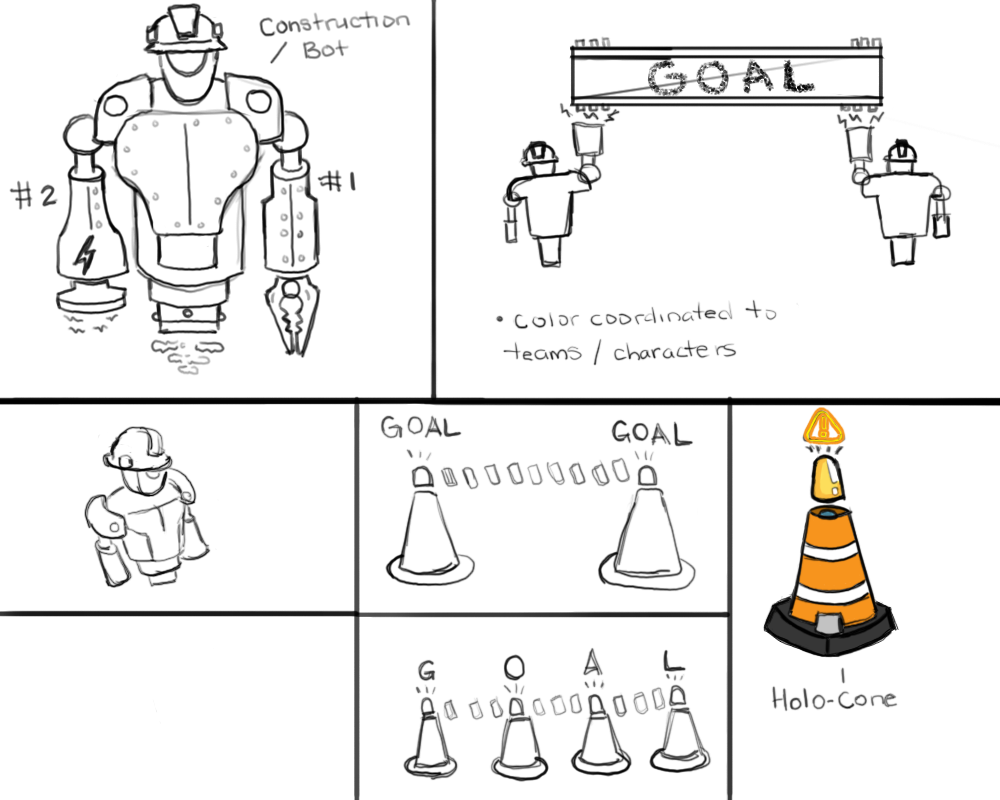 Construction
/ Bot
#2
#1
GOAL
• Color coordinated to
teams / characters
GOAL
GOAL
G O A L
Holo-Cone